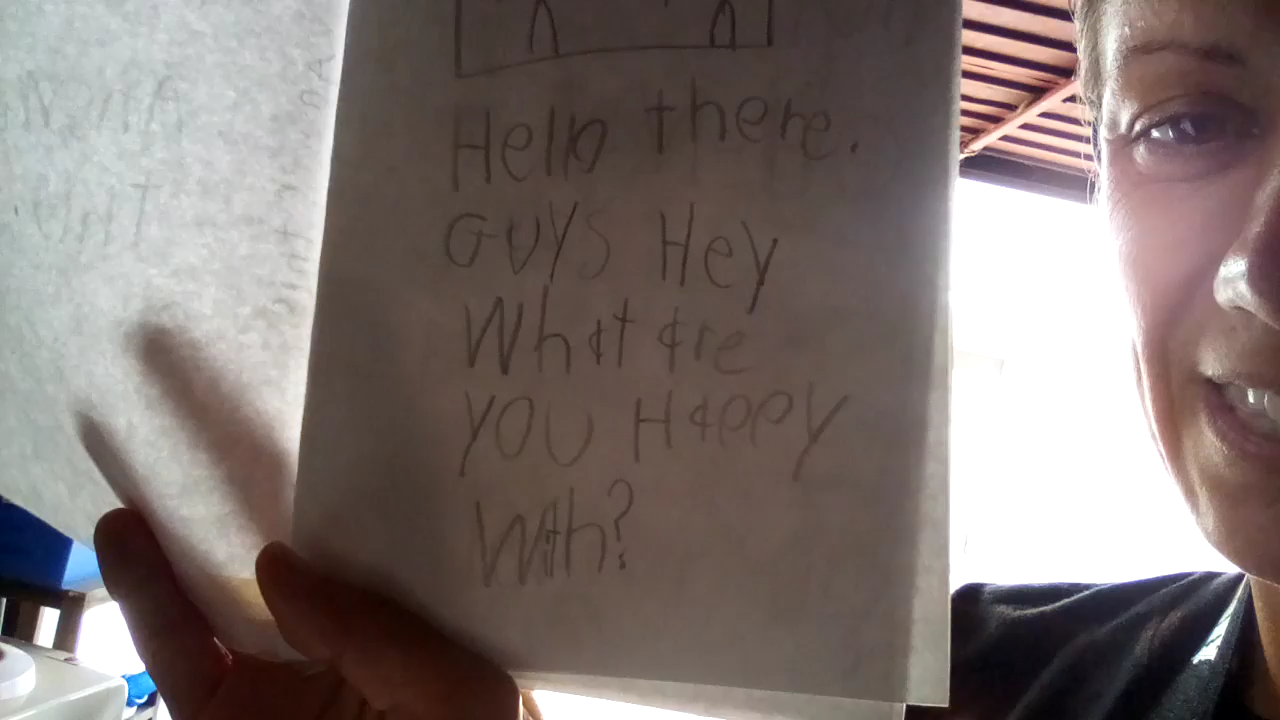 Hello there.
GUYS Hey
What are
YOU Happy
With?